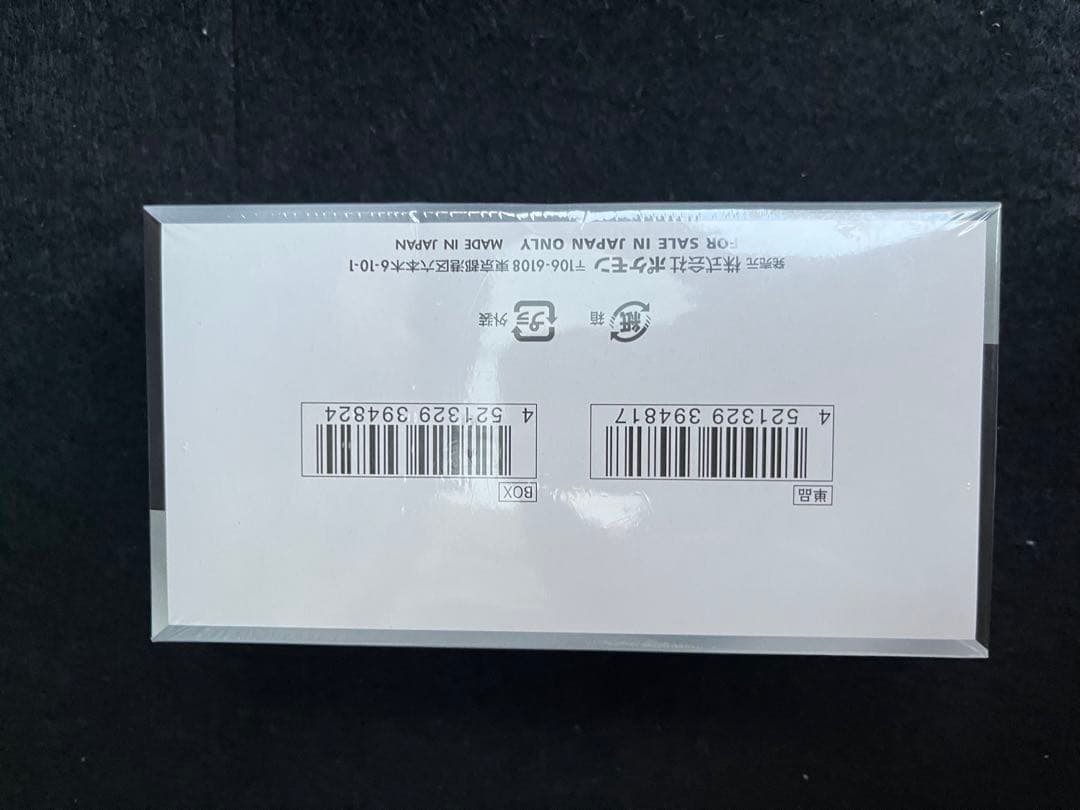 単品 BOX
4 521329 394817 4 521329 394824
紙 箱 プラ 外装
発売元 株式会社 ポケモン 〒106-6108 東京都港区六本木6-10-1
FOR SALE IN JAPAN ONLY MADE IN JAPAN